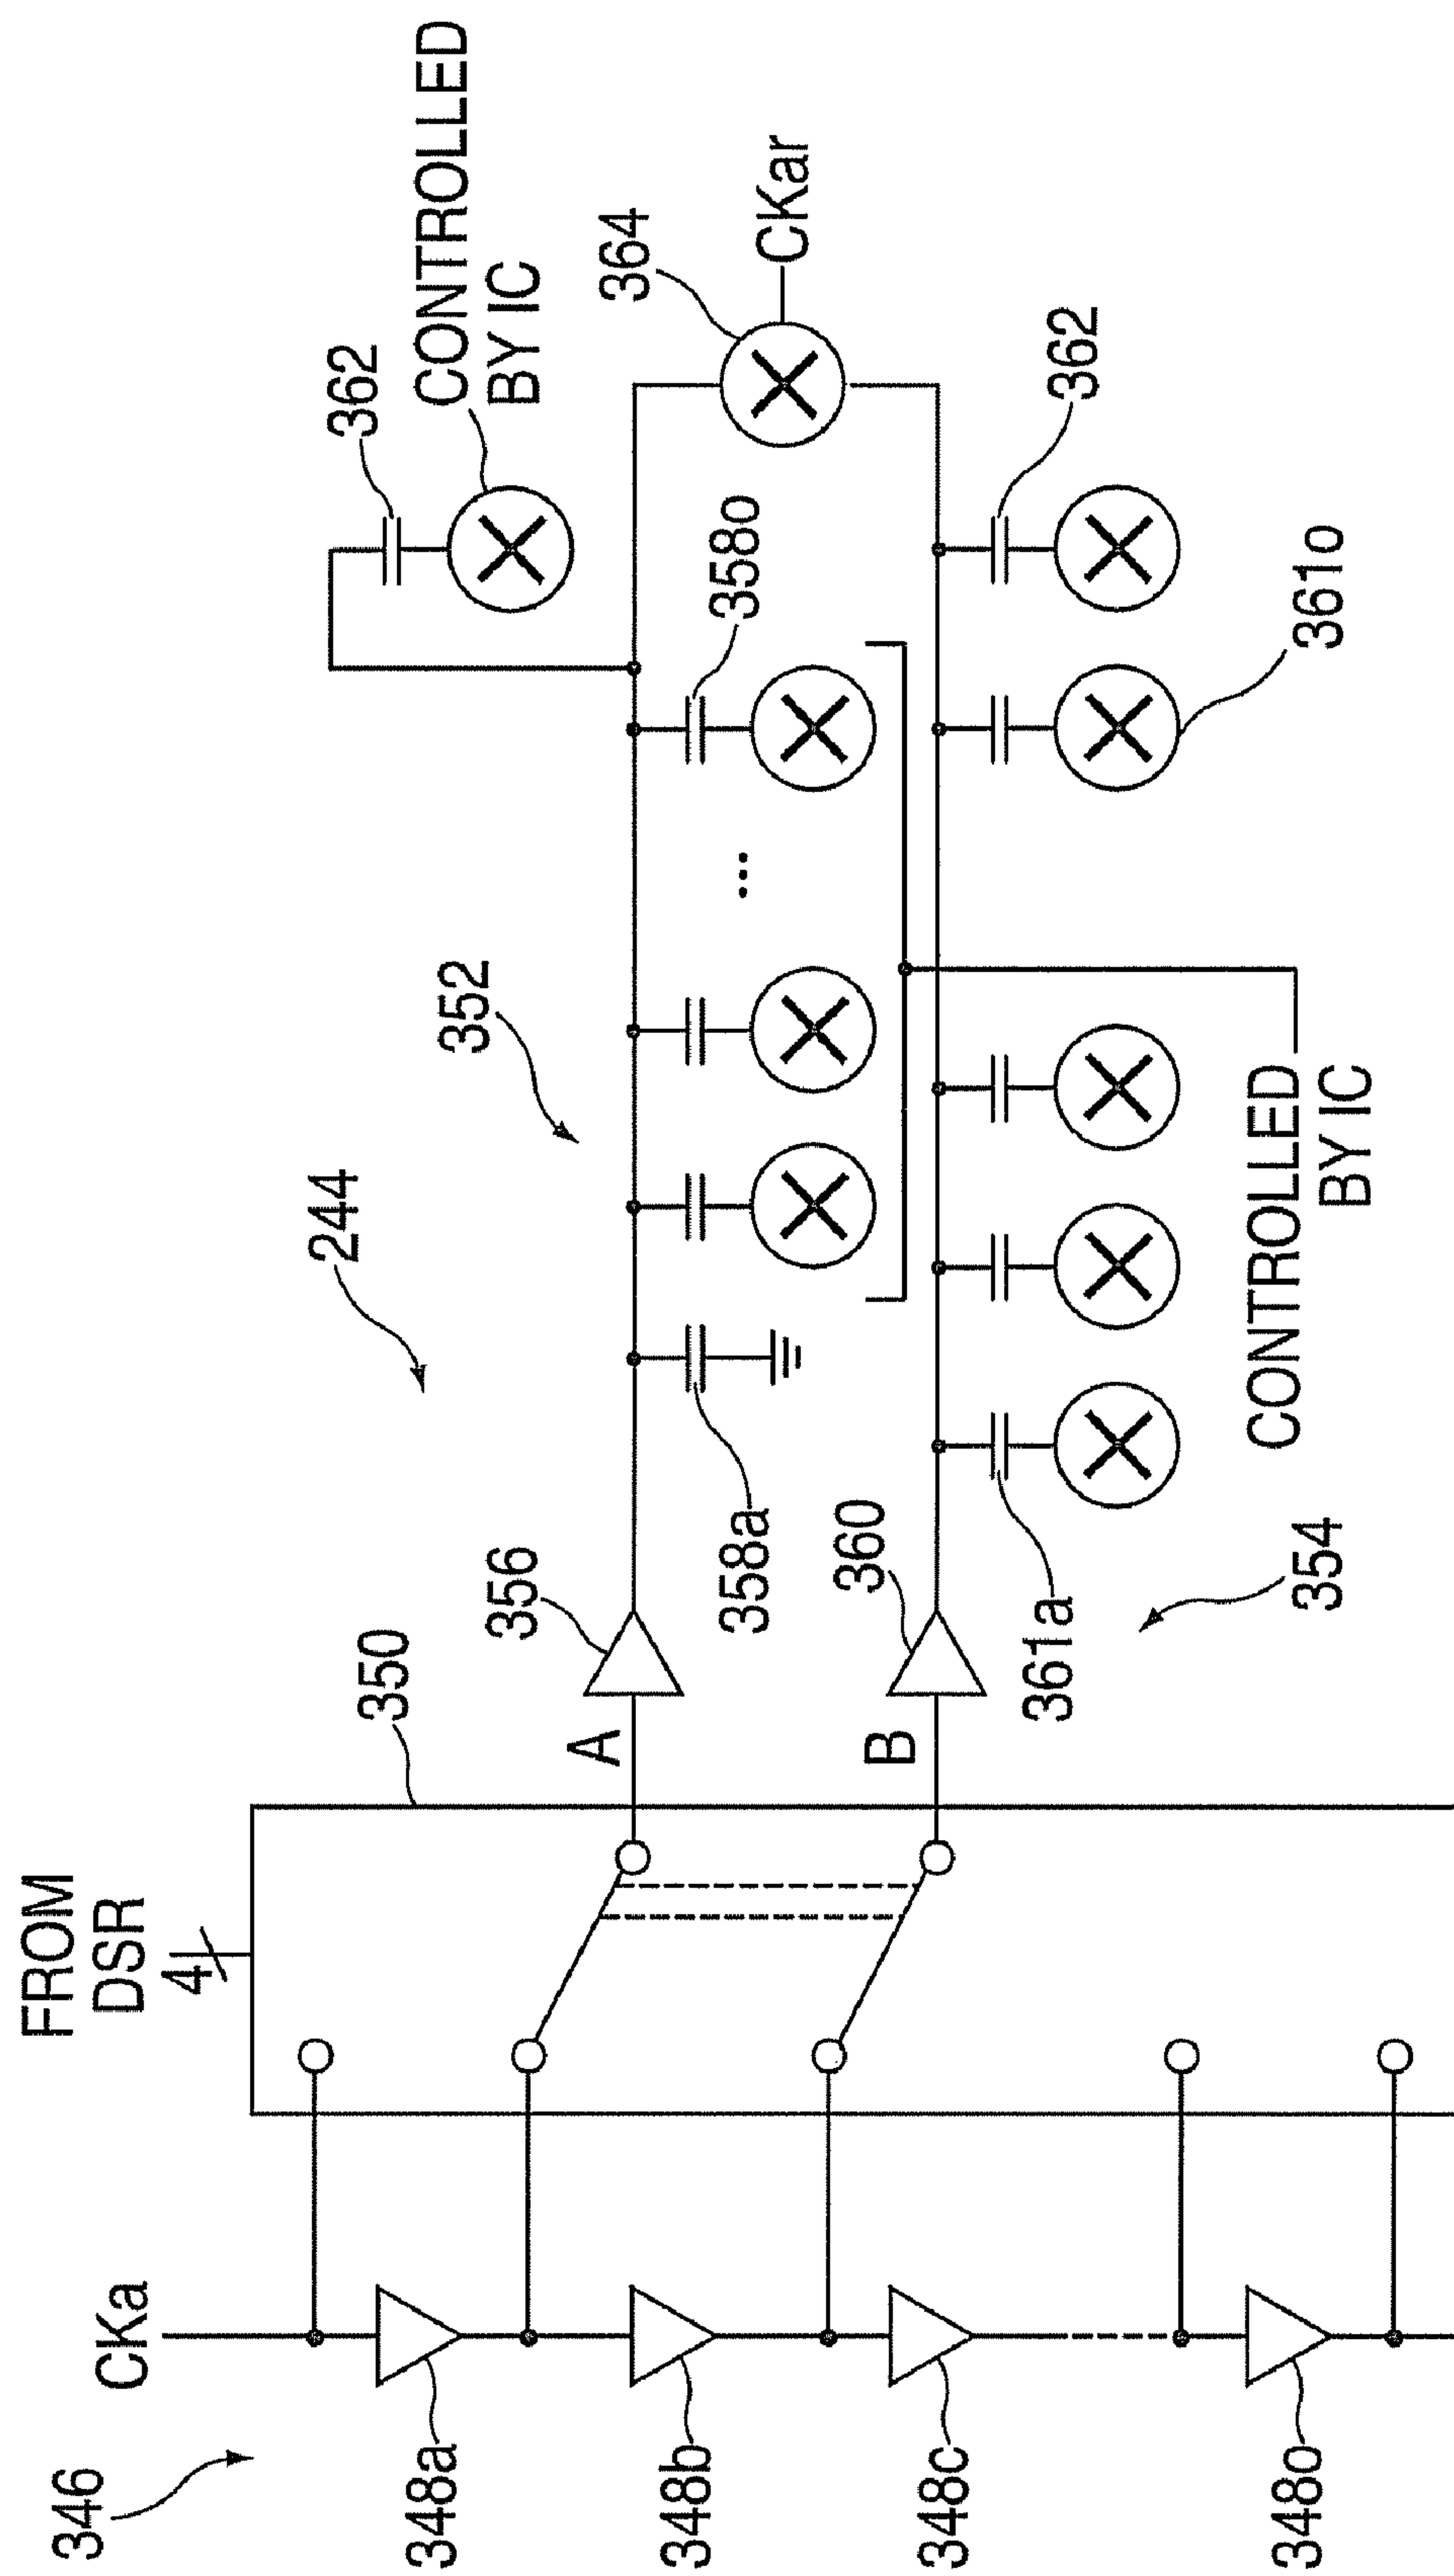 FROM
DSR
4
346
CKa
244
362
350
348a
CONTROLLED
BY IC
352
356
A
364
348b
358a
358o
CKar
360
B
348c
361a
362
348o
354
CONTROLLED
BY IC
361o